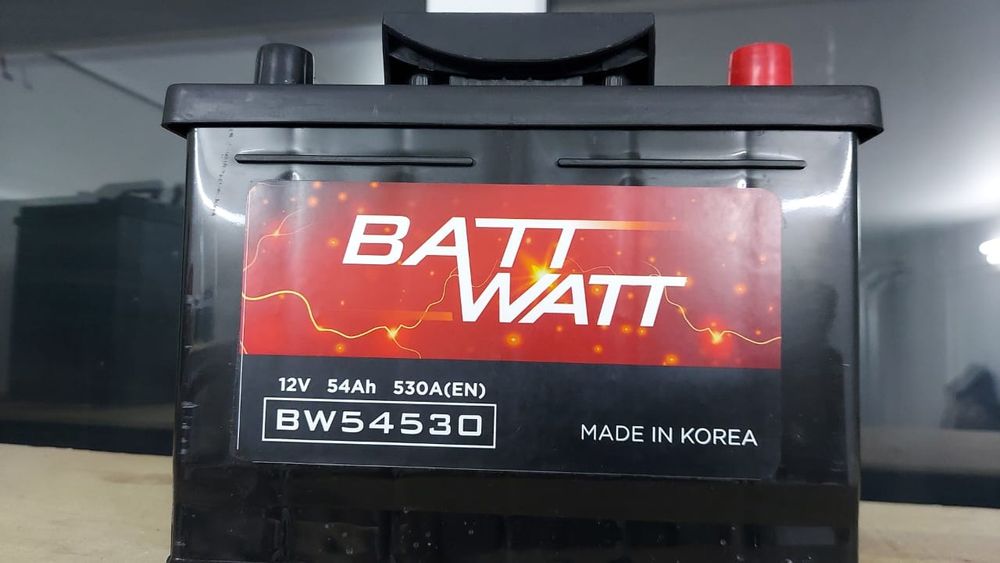 BATT
WATT
12V 54Ah 530A(EN)
BW54530
MADE IN KOREA